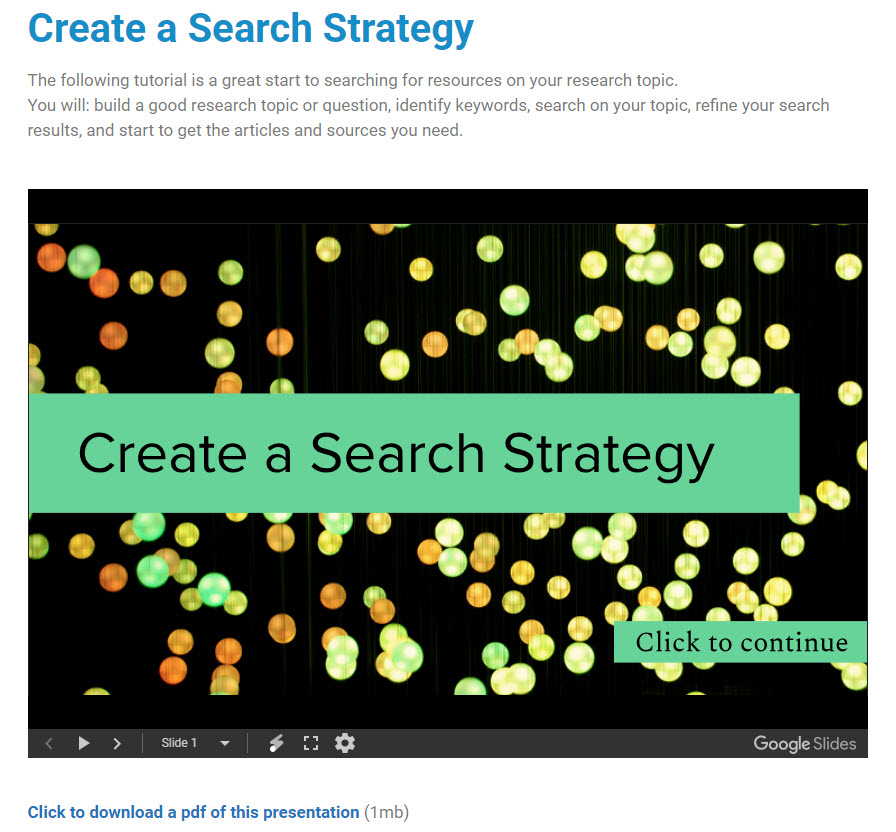 Create a Search Strategy
The following tutorial is a great start to searching for resources on your research topic.
You will: build a good research topic or question, identify keywords, search on your topic, refine your search
results, and start to get the articles and sources you need.
Create a Search Strategy
Click to continue
Slide 1
Google Slides
Click to download a pdf of this presentation (1mb)